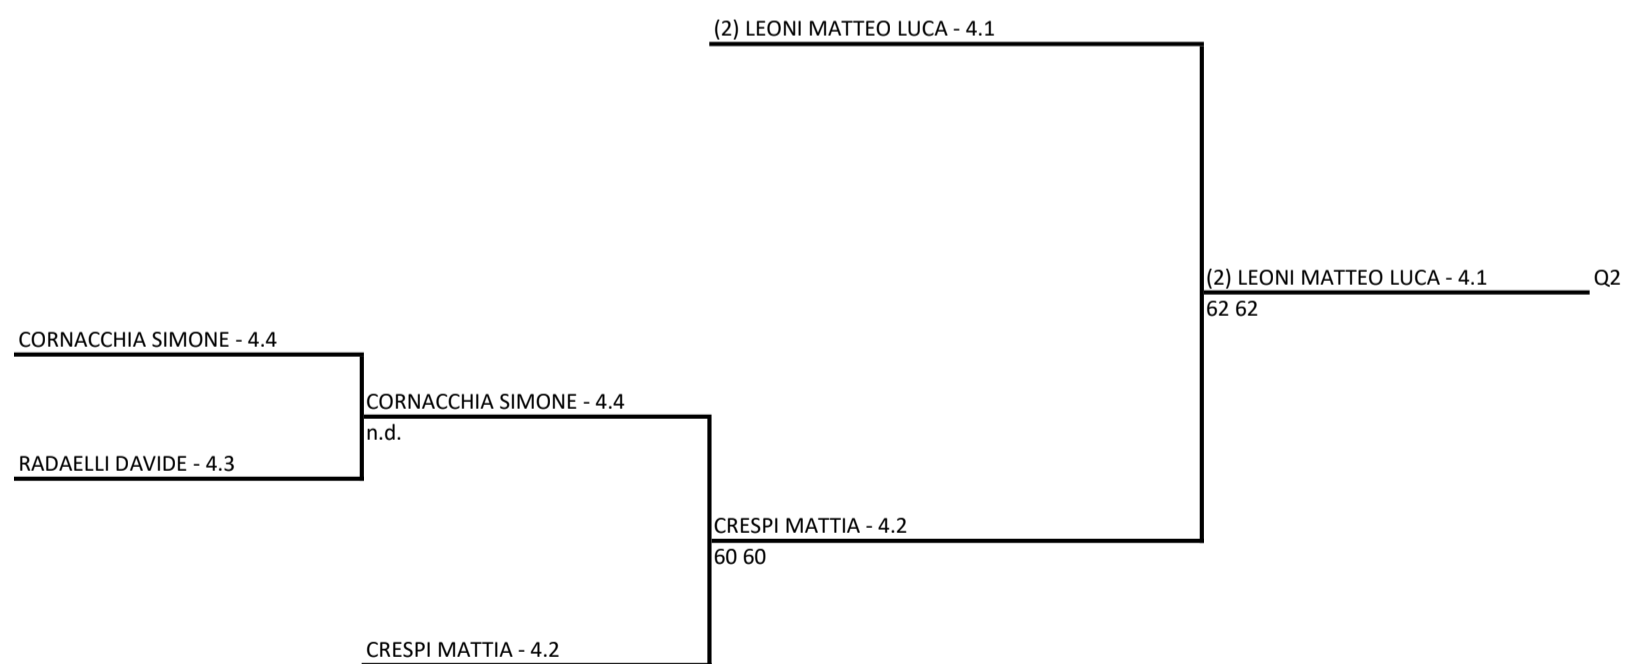 (2) LEONI MATTEO LUCA - 4.1
(2) LEONI MATTEO LUCA - 4.1
Q2
62 62
CORNACCHIA SIMONE - 4.4
CORNACCHIA SIMONE - 4.4
n.d.
RADAELLI DAVIDE - 4.3
CRESPI MATTIA - 4.2
60 60
CRESPI MATTIA - 4.2